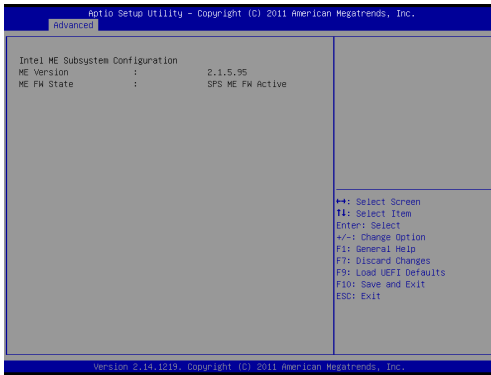 Aptio Setup Utility – Copyright (C) 2011 American Megatrends, Inc.
Advanced
Intel ME Subsystem Configuration
ME Version : 2.1.5.95
ME FW State : SPS ME FW Active
↔: Select Screen
↑↓: Select Item
Enter: Select
+/-: Change Option
F1: General Help
F7: Discard Changes
F9: Load UEFI Defaults
F10: Save and Exit
ESC: Exit
Version 2.14.1219. Copyright (C) 2011 American Megatrends, Inc.